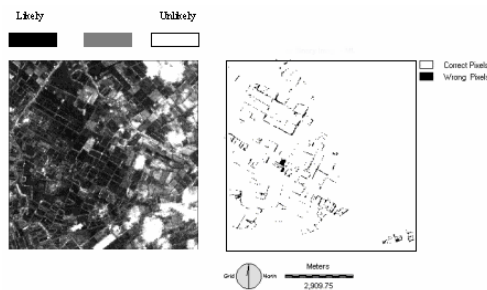 Likely Unlikely
Correct Pixels
Wrong Pixels
Grid North
Meters
2,909.75